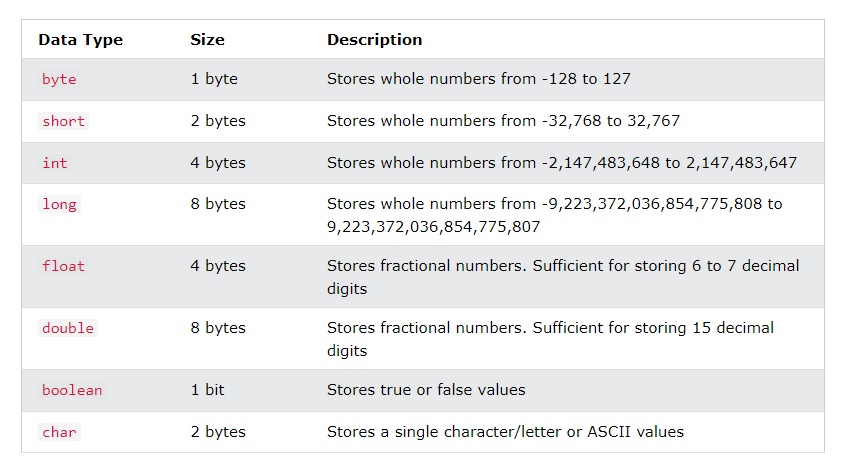 Data Type Size Description
byte 1 byte Stores whole numbers from -128 to 127
short 2 bytes Stores whole numbers from -32,768 to 32,767
int 4 bytes Stores whole numbers from -2,147,483,648 to 2,147,483,647
long 8 bytes Stores whole numbers from -9,223,372,036,854,775,808 to
9,223,372,036,854,775,807
float 4 bytes Stores fractional numbers. Sufficient for storing 6 to 7 decimal
digits
double 8 bytes Stores fractional numbers. Sufficient for storing 15 decimal
digits
boolean 1 bit Stores true or false values
char 2 bytes Stores a single character/letter or ASCII values